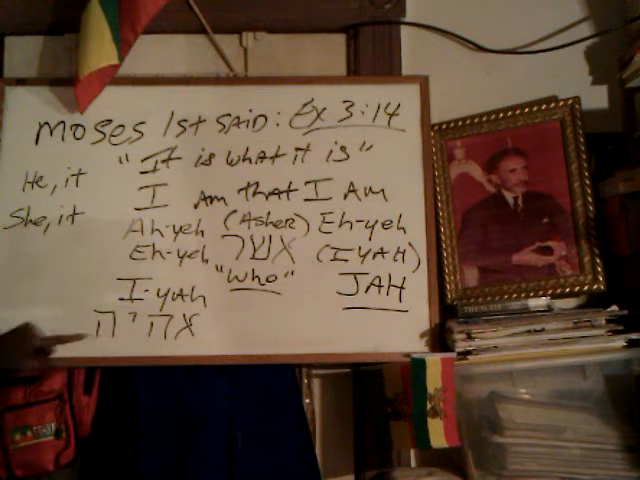 MOSES 1st SAID: Ex 3:14
"It is what it is"
He, it
I AM that I AM
She, it
Ah-yeh (Asher) Eh-yeh
Eh-yeh אשר (I YAH)
"Who"
I-yah JAH
אהיה